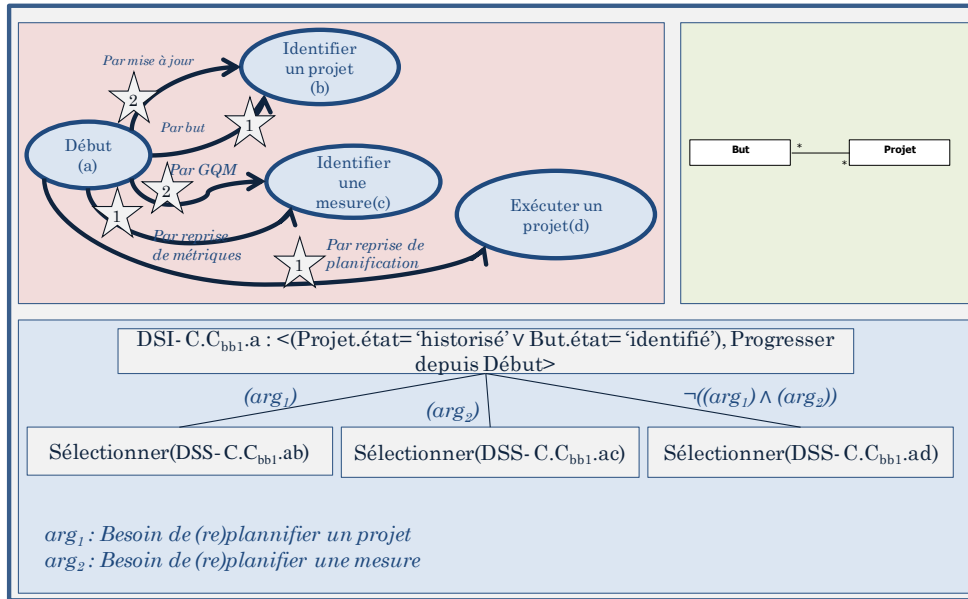 Par mise à jour
Identifier
un projet
(b)
2
Par but
1
Début
(a)
Par GQM
2
Identifier
une
mesure(c)
1
Par reprise
de métriques
Exécuter un
projet(d)
Par reprise de
planification
1
But
*
*
Projet
DSI-C.Cbb1.a : <(Projet.état= ‘historisé’ ∨ But.état= ‘identifié’), Progresser
depuis Début>
(arg1)
(arg2)
¬((arg1) ∧ (arg2))
Sélectionner(DSS-C.Cbb1.ab)
Sélectionner(DSS-C.Cbb1.ac)
Sélectionner(DSS-C.Cbb1.ad)
arg1 : Besoin de (re)plannifier un projet
arg2 : Besoin de (re)planifier une mesure